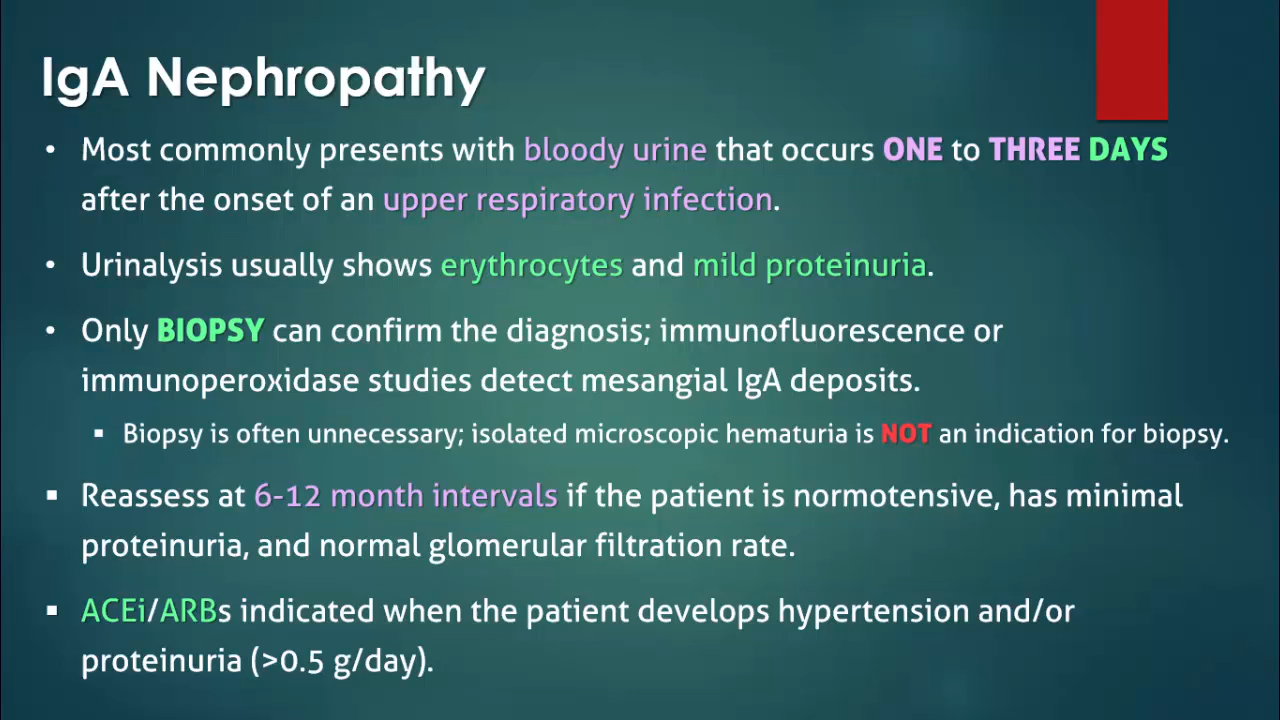 IgA Nephropathy
• Most commonly presents with bloody urine that occurs ONE to THREE DAYS
after the onset of an upper respiratory infection.
• Urinalysis usually shows erythrocytes and mild proteinuria.
• Only BIOPSY can confirm the diagnosis; immunofluorescence or
immunoperoxidase studies detect mesangial IgA deposits.
▪ Biopsy is often unnecessary; isolated microscopic hematuria is NOT an indication for biopsy.
▪ Reassess at 6-12 month intervals if the patient is normotensive, has minimal
proteinuria, and normal glomerular filtration rate.
▪ ACEi/ARBs indicated when the patient develops hypertension and/or
proteinuria (>0.5 g/day).